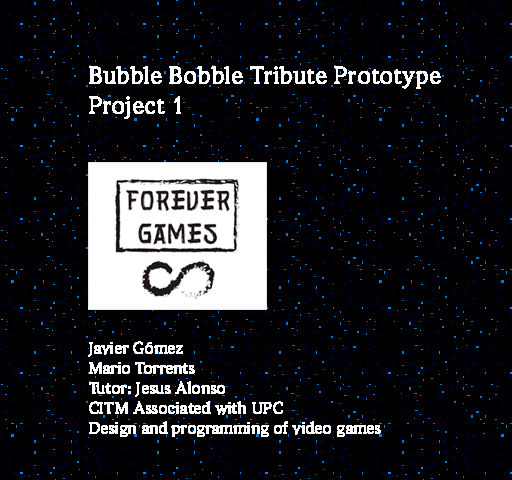 Bubble Bobble Tribute Prototype
Project 1
FOREVER
GAMES
Javier Gómez
Mario Torrents
Tutor: Jesus Alonso
CITM Associated with UPC
Design and programming of video games